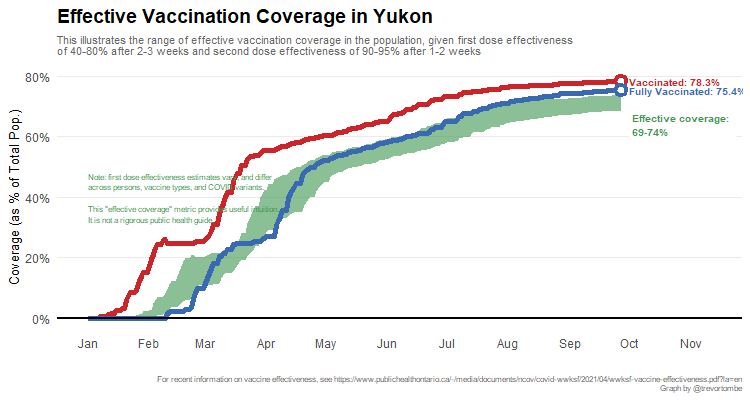 Effective Vaccination Coverage in Yukon
This illustrates the range of effective vaccination coverage in the population, given first dose effectiveness
of 40-80% after 2-3 weeks and second dose effectiveness of 90-95% after 1-2 weeks
Coverage (as % of Total Pop.)
80%
60%
40%
20%
0%
Vaccinated: 78.3%
Fully Vaccinated: 75.4%
Effective coverage:
69-74%
Note: first dose effectiveness estimates vary, and differ
across persons, vaccine types, and COVID variants.
This "effective coverage" metric provides useful intuition.
It is not a rigorous public health guide.
Jan Feb Mar Apr May Jun Jul Aug Sep Oct Nov
For recent information on vaccine effectiveness, see https://www.publichealthontario.ca/-/media/documents/ncov/covid-wwksf/2021/04/wwksf-vaccine-effectiveness.pdf?la=en
Graph by @trevortombe